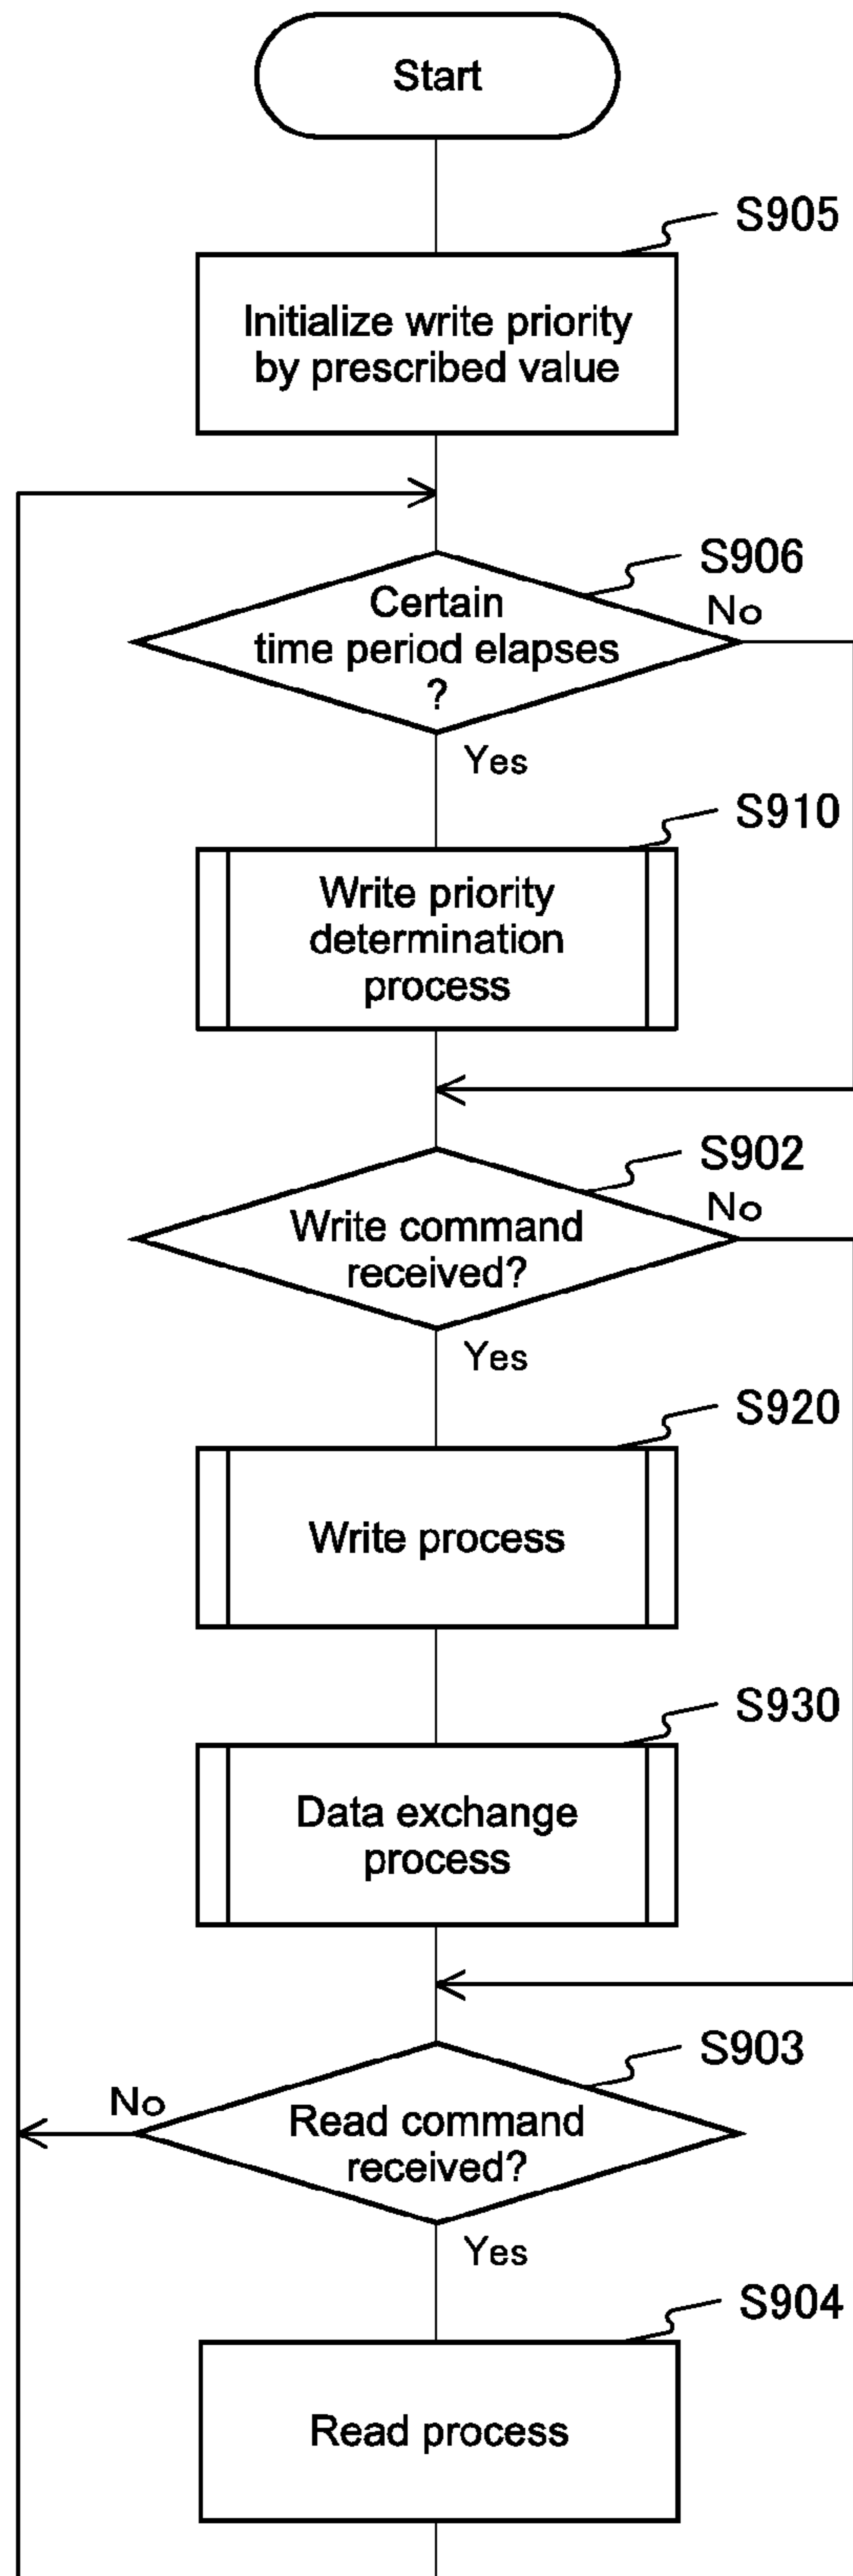 Start
S905
Initialize write priority
by prescribed value
S906
Certain
time period elapses
?
No
Yes
S910
Write priority
determination
process
S902
Write command
received?
No
Yes
S920
Write process
S930
Data exchange
process
S903
Read command
received?
No
Yes
S904
Read process